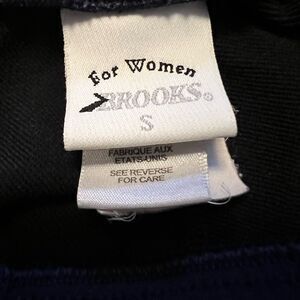 For Women
BROOKS®
S
FABRIQUE AUX
ETATS-UNIS
SEE REVERSE
FOR CARE